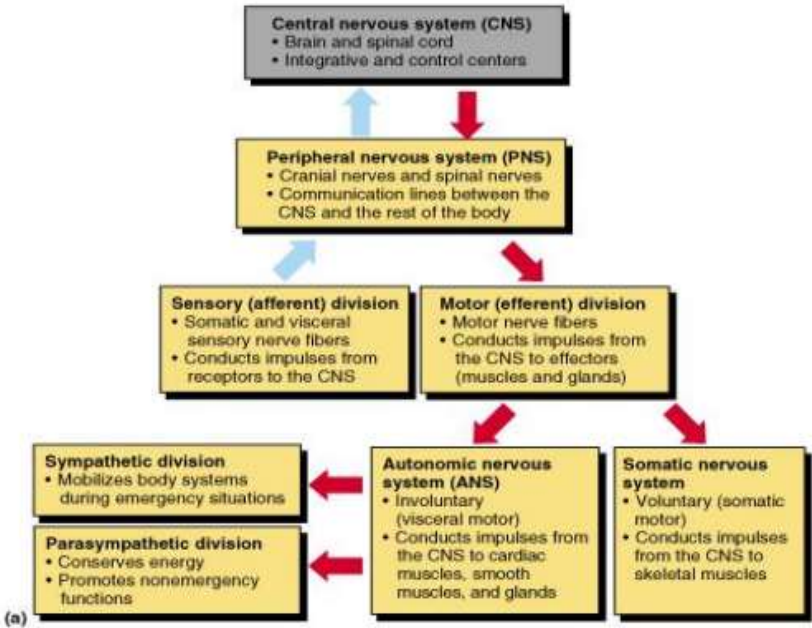 Central nervous system (CNS)
• Brain and spinal cord
• Integrative and control centers
Peripheral nervous system (PNS)
• Cranial nerves and spinal nerves
• Communication lines between the
CNS and the rest of the body
Sensory (afferent) division
• Somatic and visceral
sensory nerve fibers
• Conducts impulses from
receptors to the CNS
Motor (efferent) division
• Motor nerve fibers
• Conducts impulses from
the CNS to effectors
(muscles and glands)
Sympathetic division
• Mobilizes body systems
during emergency situations
Parasympathetic division
• Conserves energy
• Promotes nonemergency
functions
Autonomic nervous
system (ANS)
• Involuntary
(visceral motor)
• Conducts impulses from
the CNS to cardiac
muscles, smooth
muscles, and glands
Somatic nervous
system
• Voluntary (somatic
motor)
• Conducts impulses
from the CNS to
skeletal muscles
(a)